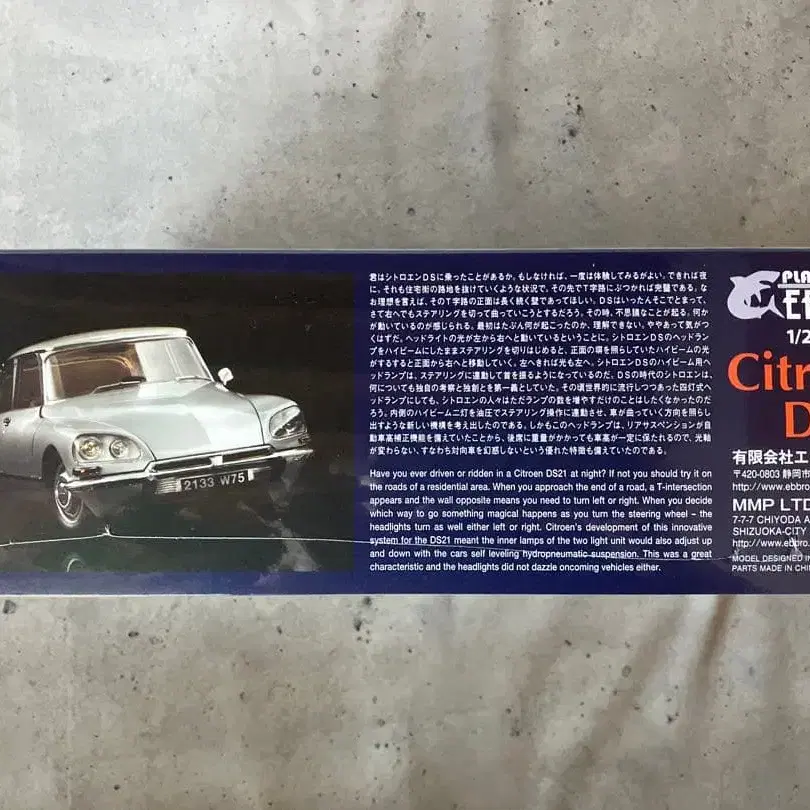 2133 W75
君はシトロエンDSに乗ったことがあるか。もしなければ、一度は体験してみるがよい。できれば夜
に、それも住宅街の路地を抜けていくような状況で、その先でT字路にぶつかれば完璧である。な
お理想を言えば、そのT字路の正面は長く続く壁であってほしい。DSはいったんそこでとまって、
さて右へでもステアリングを切って曲っていこうとするだろう。その時、不思議なことが起る。何か
が動いているのが感じられる。最初はたぶん何が起こったのか、理解できない。ややあって気がつ
くはずだ。ヘッドライトの光が左から右へと動いているということに。シトロエンDSのヘッドラン
プをハイビームにしたままステアリングを切りはじめると、正面の塀を照らしていたハイビームの光
がするすると正面から右へと移動していく。左へきれば光も左へ。シトロエンDSのハイビーム用ヘ
ッドランプは、ステアリングに連動して首を振るようになっているのだ。DSの時代のシトロエンは、
何についても独自の考察と独創とを第一義としていた。その頃世界的に流行しつつあった四灯式ヘ
ッドランプにしても、シトロエンの人々はただランプの数を増やすだけのことはしたくなかったのだ
ろう。内側のハイビーム二灯を油圧でステアリング操作に連動させ、車が曲っていく方向を照らし
出すような新しい機構を考え出したのである。しかもこのヘッドランプは、リアサスペンションが自
動車高補正機能を備えていたことから、後席に重量がかかっても車高が一定に保たれるので、光軸
が変わらない、すなわち対向車を幻惑しないという優れた特徴も備えていたのである。
Have you ever driven or ridden in a Citroen DS21 at night? If not you should try it on
the roads of a residential area. When you approach the end of a road, a T-intersection
appears and the wall opposite means you need to turn left or right. When you decide
which way to go something magical happens as you turn the steering wheel – the
headlights turn as well either left or right. Citroen's development of this innovative
system for the DS21 meant the inner lamps of the two light unit would also adjust up
and down with the cars self leveling hydropneumatic suspension. This was a great
characteristic and the headlights did not dazzle oncoming vehicles either.
PLA
EB
1/2
Citr
D
有限会社エ
〒420-0803 静岡市
http://www.ebbro
MMP LTD
7-7-7 CHIYODA A
SHIZUOKA-CITY
http://www.ebbro.
MODEL DESIGNED IN
PARTS MADE IN CHI